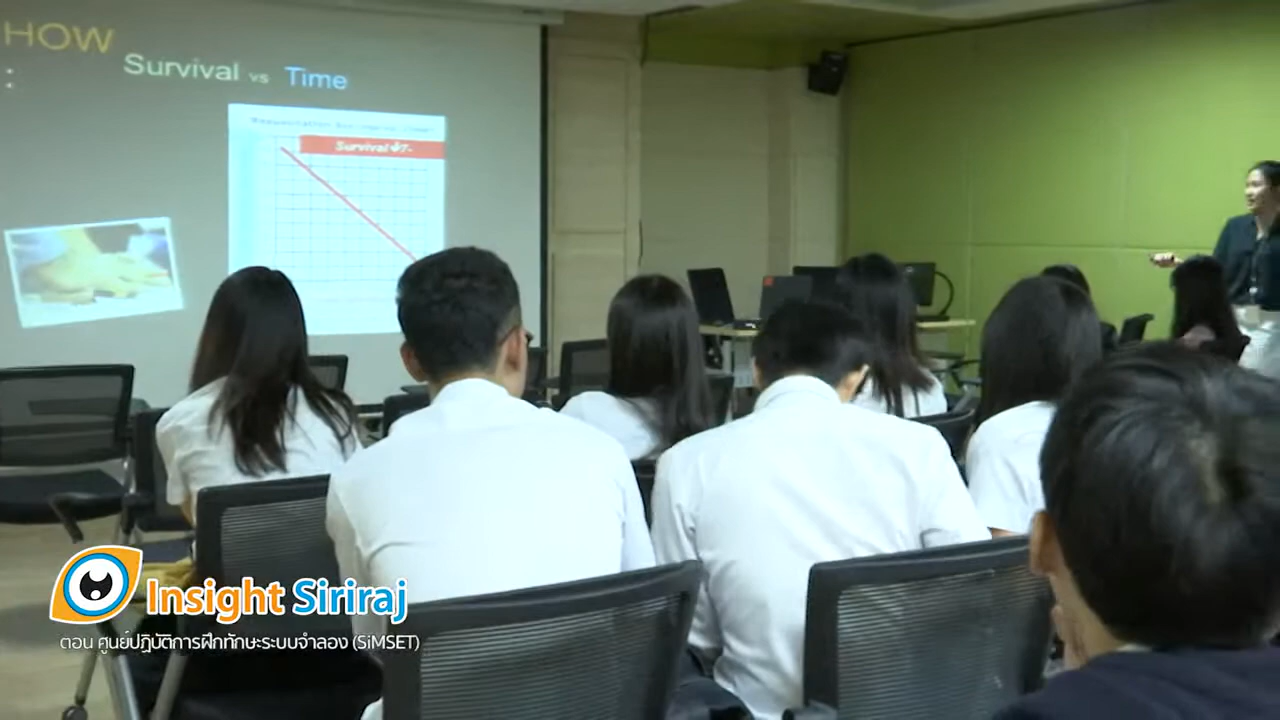 HOW
:
Survival vs Time
Survival
Insight Siriraj
ตอน ศูนย์ปฏิบัติการฝึกทักษะระบบจำลอง (SiMSET)